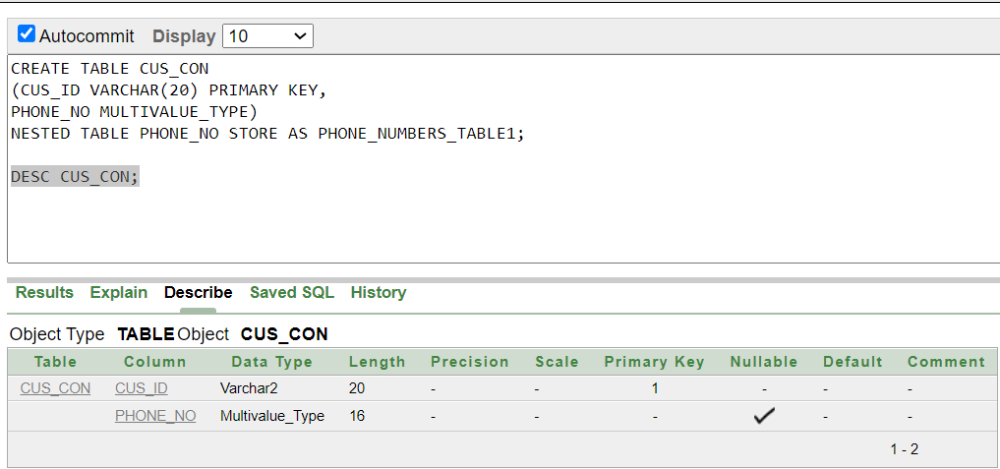 Autocommit Display 10
CREATE TABLE CUS_CON
(CUS_ID VARCHAR(20) PRIMARY KEY,
PHONE_NO MULTIVALUE_TYPE)
NESTED TABLE PHONE_NO STORE AS PHONE_NUMBERS_TABLE1;
DESC CUS_CON;
Results Explain Describe Saved SQL History
Object Type TABLE Object CUS_CON
Table Column Data Type Length Precision Scale Primary Key Nullable Default Comment
CUS_CON CUS_ID Varchar2 20 - - 1 - - -
PHONE_NO Multivalue_Type 16 - - - ✓ - -
1 - 2